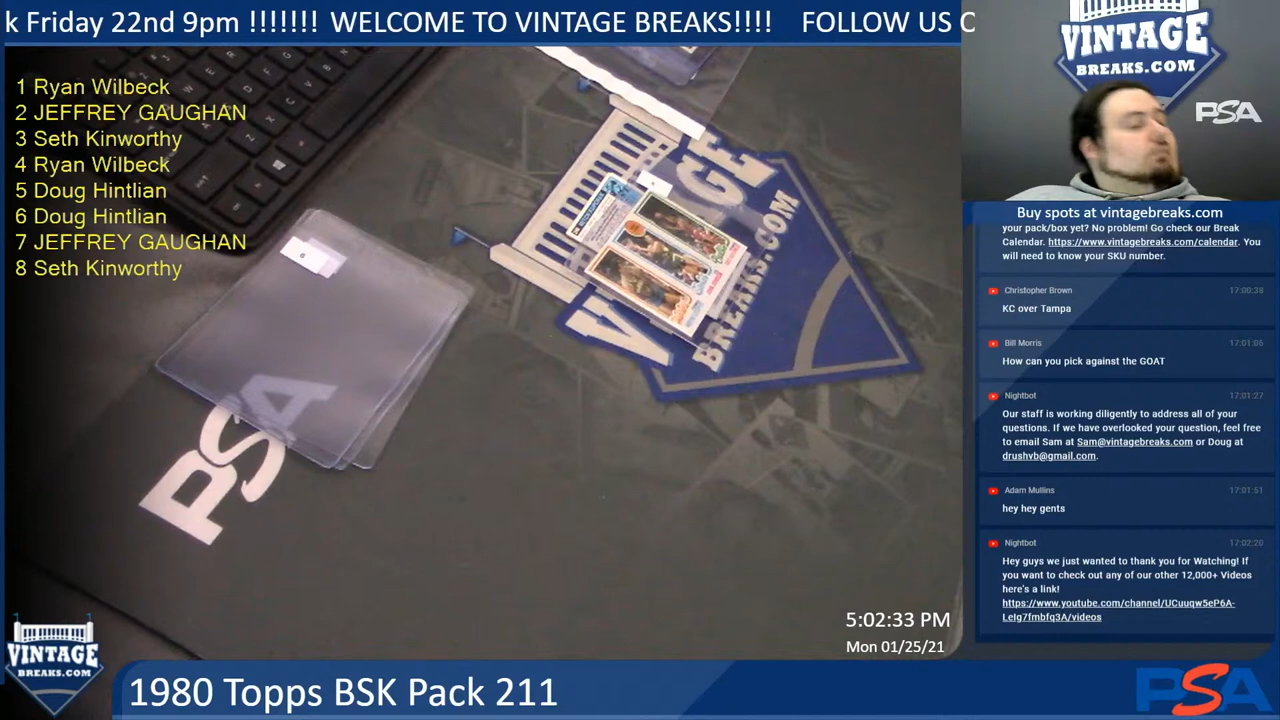 k Friday 22nd 9pm !!!!!!! WELCOME TO VINTAGE BREAKS!!!! FOLLOW US
1 Ryan Wilbeck
2 JEFFREY GAUGHAN
3 Seth Kinworthy
4 Ryan Wilbeck
5 Doug Hintlian
6 Doug Hintlian
7 JEFFREY GAUGHAN
8 Seth Kinworthy
PSA
VINTAGE
BREAKS.COM
VINTAGE
BREAKS.COM
PSA
Buy spots at vintagebreaks.com
your pack/box yet? No problem! Go check our Break
Calendar. https://www.vintagebreaks.com/calendar. You
will need to know your SKU number.
Christopher Brown 17:00:38
KC over Tampa
Bill Morris 17:01:06
How can you pick against the GOAT
Nightbot 17:01:27
Our staff is working diligently to address all of your
questions. If we have overlooked your question, feel free
to email Sam at Sam@vintagebreaks.com or Doug at
drushvb@gmail.com.
Adam Mullins 17:01:51
hey hey gents
Nightbot 17:02:20
Hey guys we just wanted to thank you for Watching! If
you want to check out any of our other 12,000+ Videos
here's a link!
https://www.youtube.com/channel/UCuuqw5eP6A-
LeIg7fmbfq3A/videos
5:02:33 PM
Mon 01/25/21
VINTAGE
BREAKS.COM
1980 Topps BSK Pack 211
PSA